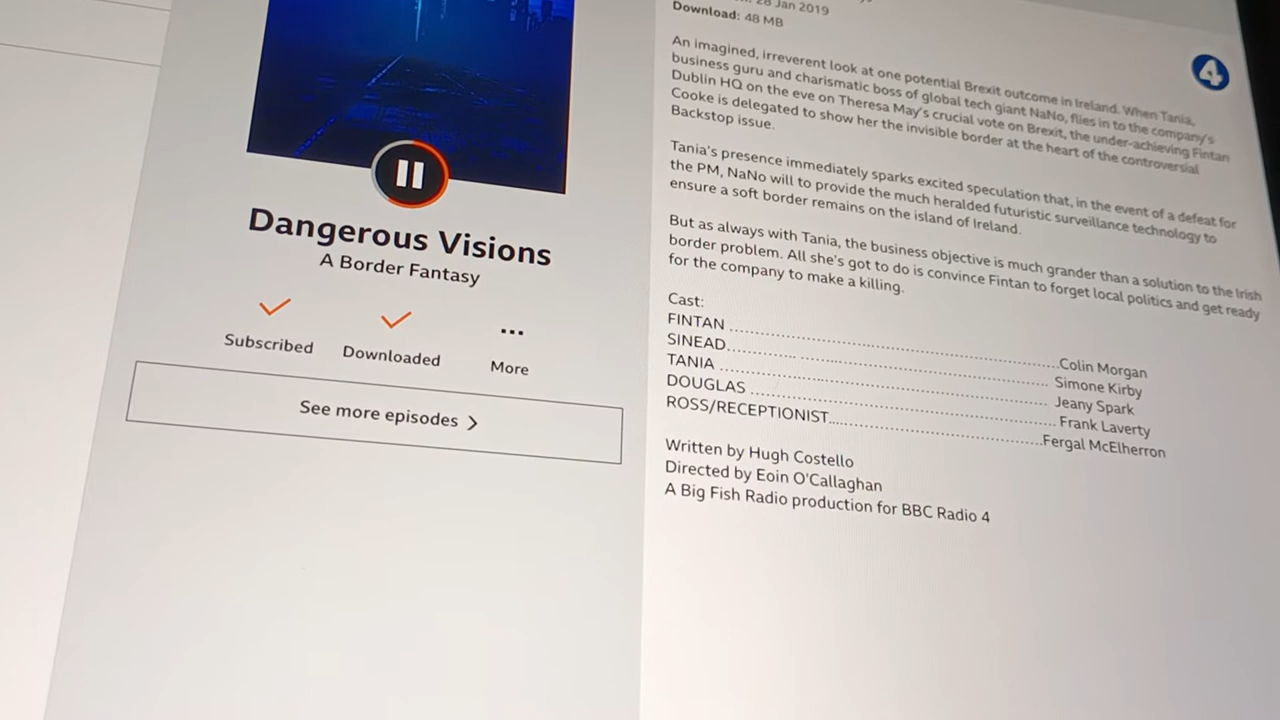 28 Jan 2019
Download: 48 MB
4
An imagined, irreverent look at one potential Brexit outcome in Ireland. When Tania,
business guru and charismatic boss of global tech giant NaNo, flies in to the company's
Dublin HQ on the eve on Theresa May's crucial vote on Brexit, the under-achieving Fintan
Cooke is delegated to show her the invisible border at the heart of the controversial
Backstop issue.
Tania's presence immediately sparks excited speculation that, in the event of a defeat for
the PM, NaNo will to provide the much heralded futuristic surveillance technology to
ensure a soft border remains on the island of Ireland.
But as always with Tania, the business objective is much grander than a solution to the Irish
border problem. All she's got to do is convince Fintan to forget local politics and get ready
for the company to make a killing.
Cast:
FINTAN ................................................................Colin Morgan
SINEAD............... ...................................................... Simone Kirby
TANIA ...................................................................... Jeany Spark
DOUGLAS ................................................................ Frank Laverty
ROSS/RECEPTIONIST.............................................Fergal McElherron
Written by Hugh Costello
Directed by Eoin O'Callaghan
A Big Fish Radio production for BBC Radio 4
Dangerous Visions
A Border Fantasy
Subscribed
Downloaded
... More
See more episodes >